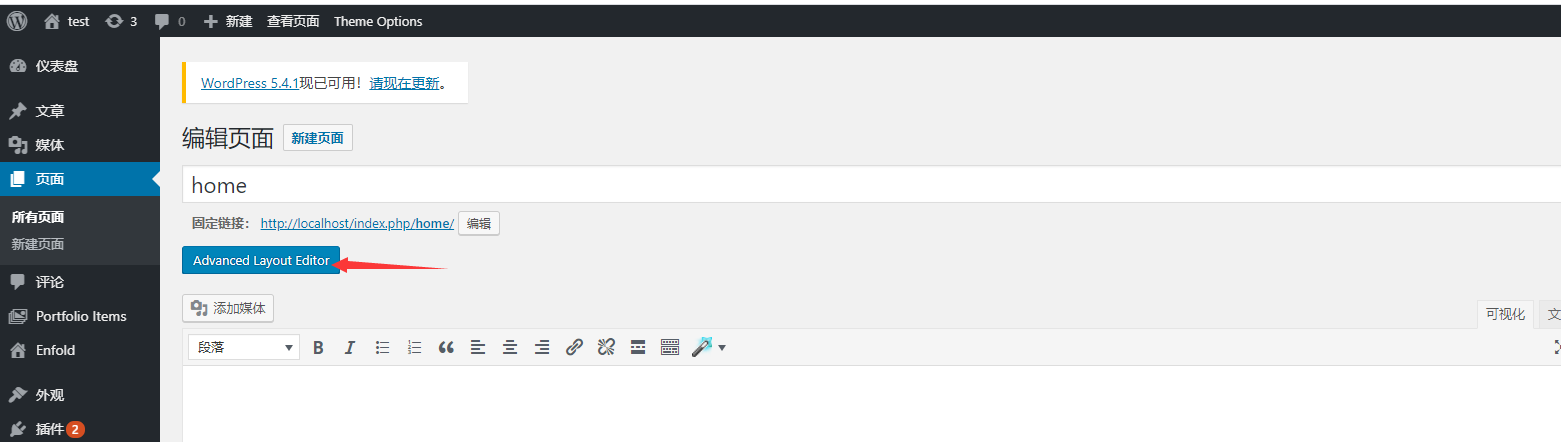 test 3 0 新建 查看页面 Theme Options
仪表盘
文章
媒体
页面
所有页面
新建页面
评论
Portfolio Items
Enfold
外观
插件 2
WordPress 5.4.1现已可用！请现在更新。
编辑页面 新建页面
home
固定链接： http://localhost/index.php/home/ 编辑
Advanced Layout Editor
添加媒体
可视化 文
段落